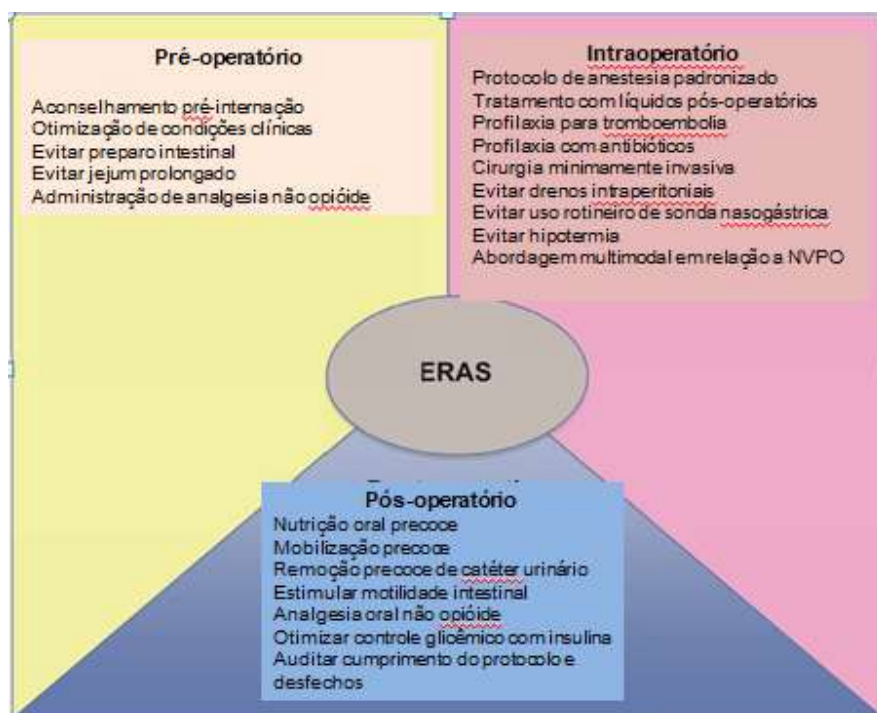 Pré-operatório
Aconselhamento pré-internação
Otimização de condições clínicas
Evitar preparo intestinal
Evitar jejum prolongado
Administração de analgesia não opióide
Intraoperatório
Protocolo de anestesia padronizado
Tratamento com líquidos pós-operatórios
Profilaxia para tromboembolia
Profilaxia com antibióticos
Cirurgia minimamente invasiva
Evitar drenos intraperitoniais
Evitar uso rotineiro de sonda nasogástrica
Evitar hipotermia
Abordagem multimodal em relação a NVPO
ERAS
Pós-operatório
Nutrição oral precoce
Mobilização precoce
Remoção precoce de catéter urinário
Estimular motilidade intestinal
Analgesia oral não opióide
Otimizar controle glicêmico com insulina
Auditar cumprimento do protocolo e
desfechos